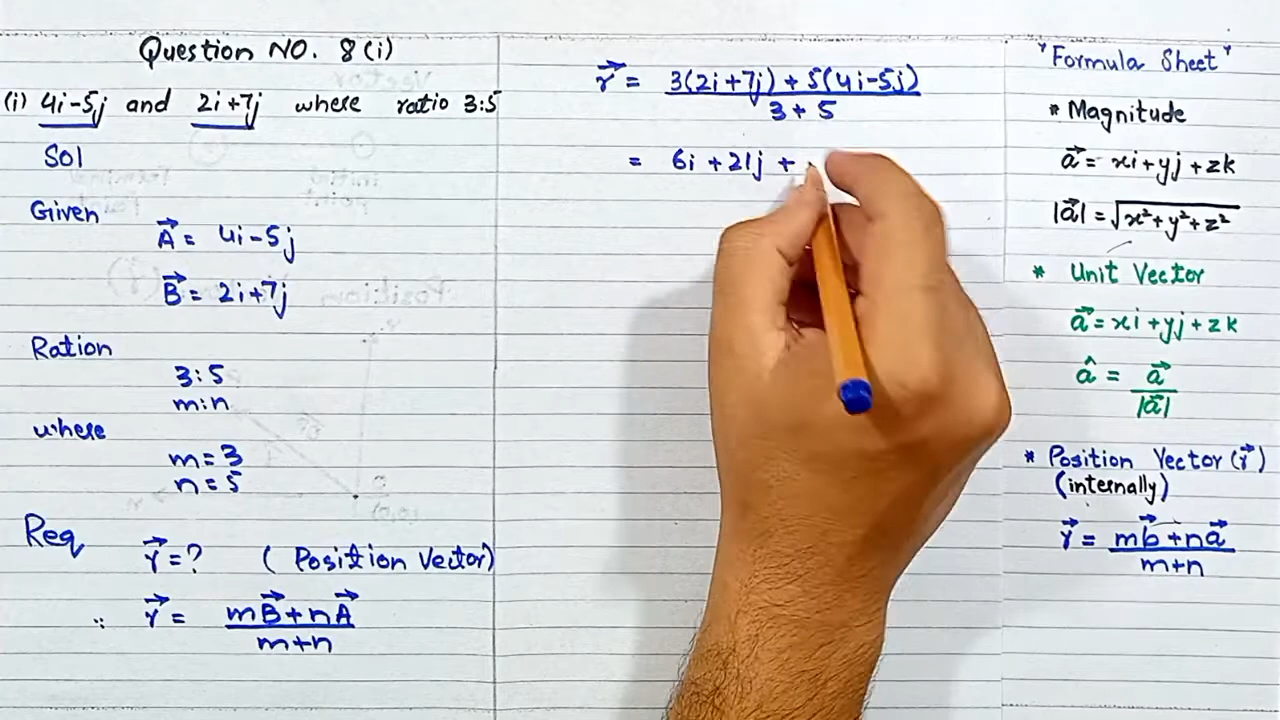 Question NO. 8 (i)
(i) 4i-5j and 2i+7j where ratio 3:5
Sol
Given
A⃗ = 4i-5j
B⃗ = 2i+7j
Ration
3:5
m:n
where
m=3
n=5
Req
r⃗ =? (Position Vector)
∵ r⃗ = mB⃗+nA⃗
m+n
r⃗ = 3(2i+7j)+5(4i-5j)
3+5
= 6i+21j+
"Formula Sheet"
* Magnitude
a⃗ = xi+yj+zk
|a⃗| = √x²+y²+z²
* Unit Vector
a⃗ = xi+yj+zk
â = a⃗
|a⃗|
* Position Vector (r⃗)
(internally)
r⃗ = mb⃗+na⃗
m+n